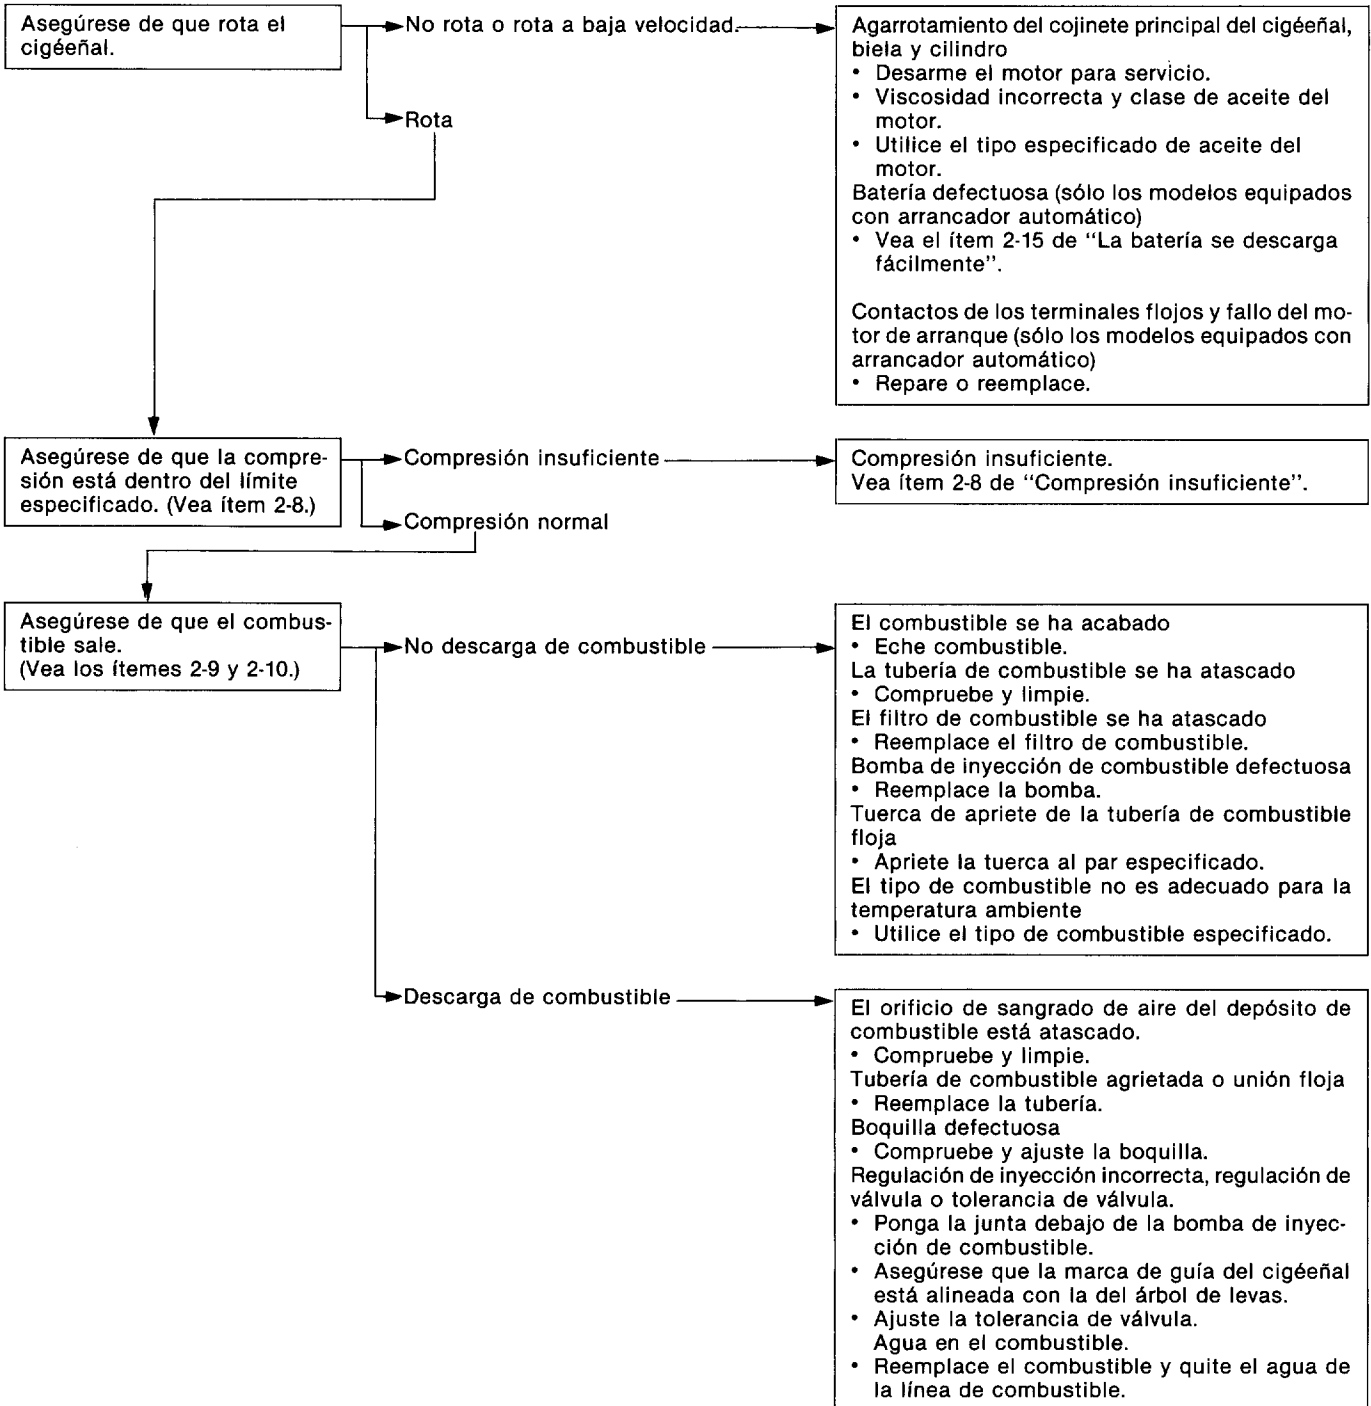 Asegúrese de que rota el
cigéeñal.
No rota o rota a baja velocidad.
Rota
Agarrotamiento del cojinete principal del cigéeñal,
biela y cilindro
• Desarme el motor para servicio.
• Viscosidad incorrecta y clase de aceite del
motor.
• Utilice el tipo especificado de aceite del
motor.
Batería defectuosa (sólo los modelos equipados
con arrancador automático)
• Vea el ítem 2-15 de "La batería se descarga
fácilmente".
Contactos de los terminales flojos y fallo del mo-
tor de arranque (sólo los modelos equipados con
arrancador automático)
• Repare o reemplace.
Asegúrese de que la compre-
sión está dentro del límite
especificado. (Vea ítem 2-8.)
Compresión insuficiente
Compresión normal
Compresión insuficiente.
Vea ítem 2-8 de "Compresión insuficiente".
Asegúrese de que el combus-
tible sale.
(Vea los ítemes 2-9 y 2-10.)
No descarga de combustible
El combustible se ha acabado
• Eche combustible.
La tubería de combustible se ha atascado
• Compruebe y limpie.
El filtro de combustible se ha atascado
• Reemplace el filtro de combustible.
Bomba de inyección de combustible defectuosa
• Reemplace la bomba.
Tuerca de apriete de la tubería de combustible
floja
• Apriete la tuerca al par especificado.
El tipo de combustible no es adecuado para la
temperatura ambiente
• Utilice el tipo de combustible especificado.
Descarga de combustible
El orificio de sangrado de aire del depósito de
combustible está atascado.
• Compruebe y limpie.
Tubería de combustible agrietada o unión floja
• Reemplace la tubería.
Boquilla defectuosa
• Compruebe y ajuste la boquilla.
Regulación de inyección incorrecta, regulación de
válvula o tolerancia de válvula.
• Ponga la junta debajo de la bomba de inyec-
ción de combustible.
• Asegúrese que la marca de guía del cigéeñal
está alineada con la del árbol de levas.
• Ajuste la tolerancia de válvula.
Agua en el combustible.
• Reemplace el combustible y quite el agua de
la línea de combustible.